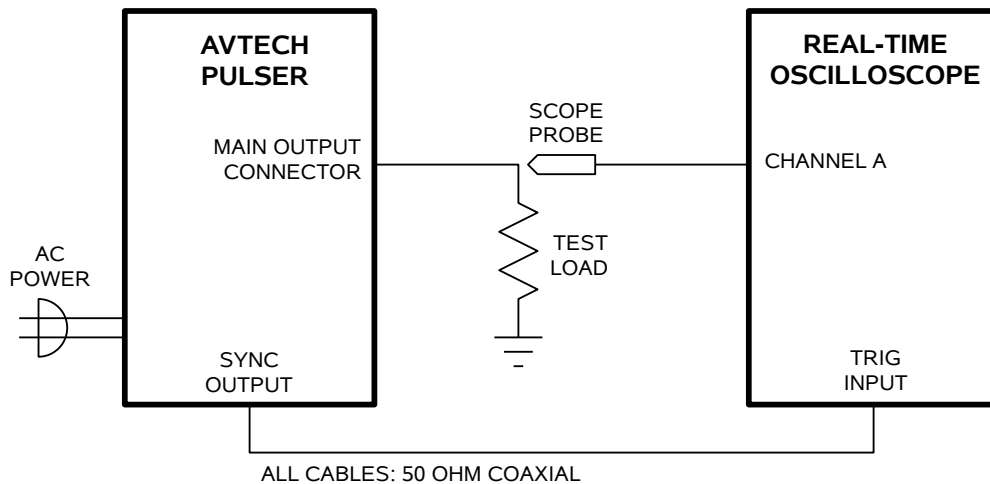 AVTECH
PULSER
MAIN OUTPUT
CONNECTOR
AC
POWER
SYNC
OUTPUT
SCOPE
PROBE
TEST
LOAD
REAL-TIME
OSCILLOSCOPE
CHANNEL A
TRIG
INPUT
ALL CABLES: 50 OHM COAXIAL